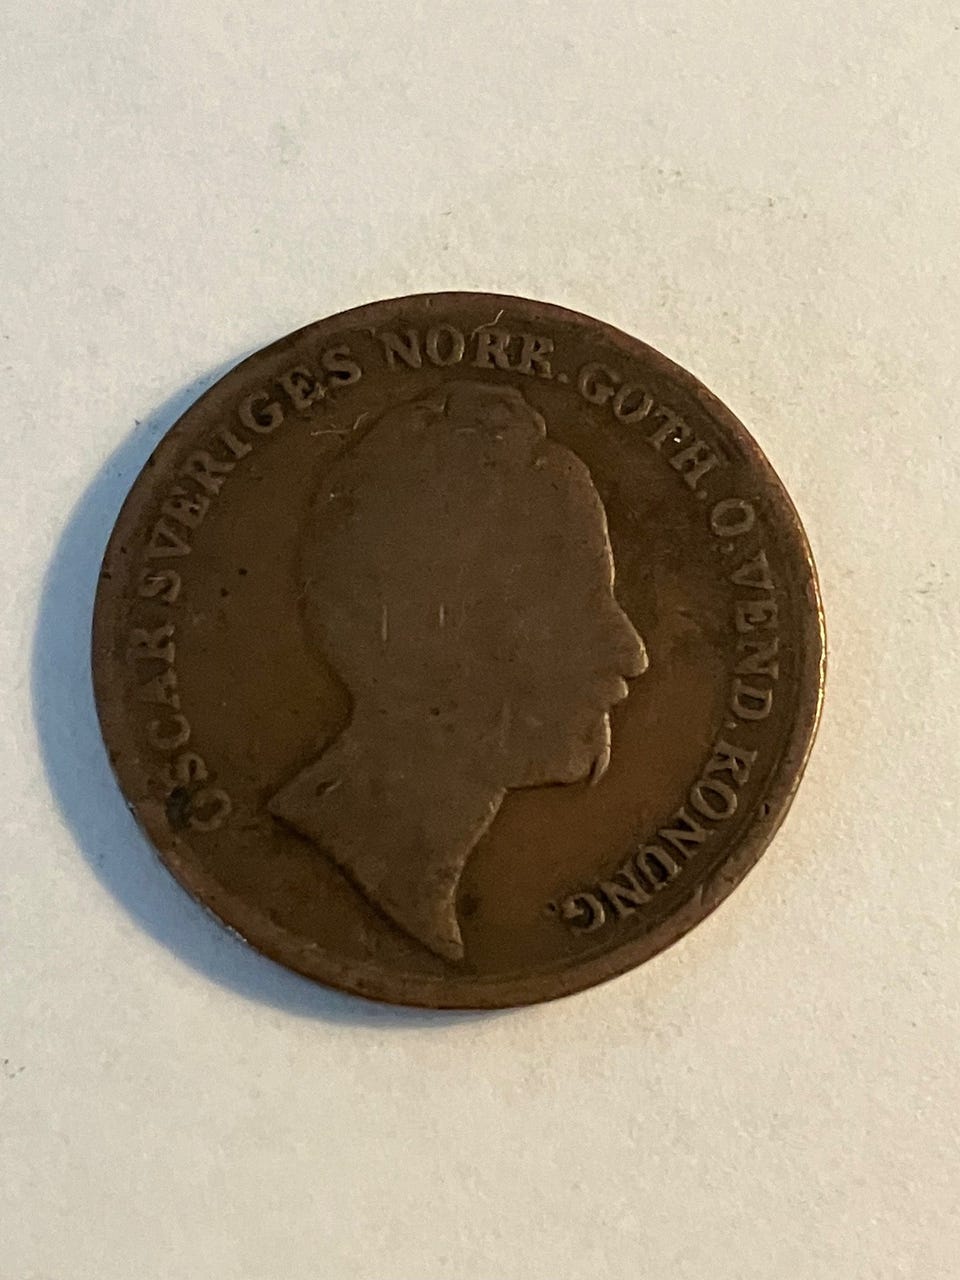 OSCAR SVERIGES NORR. GOTH. O. VEND. KONUNG.